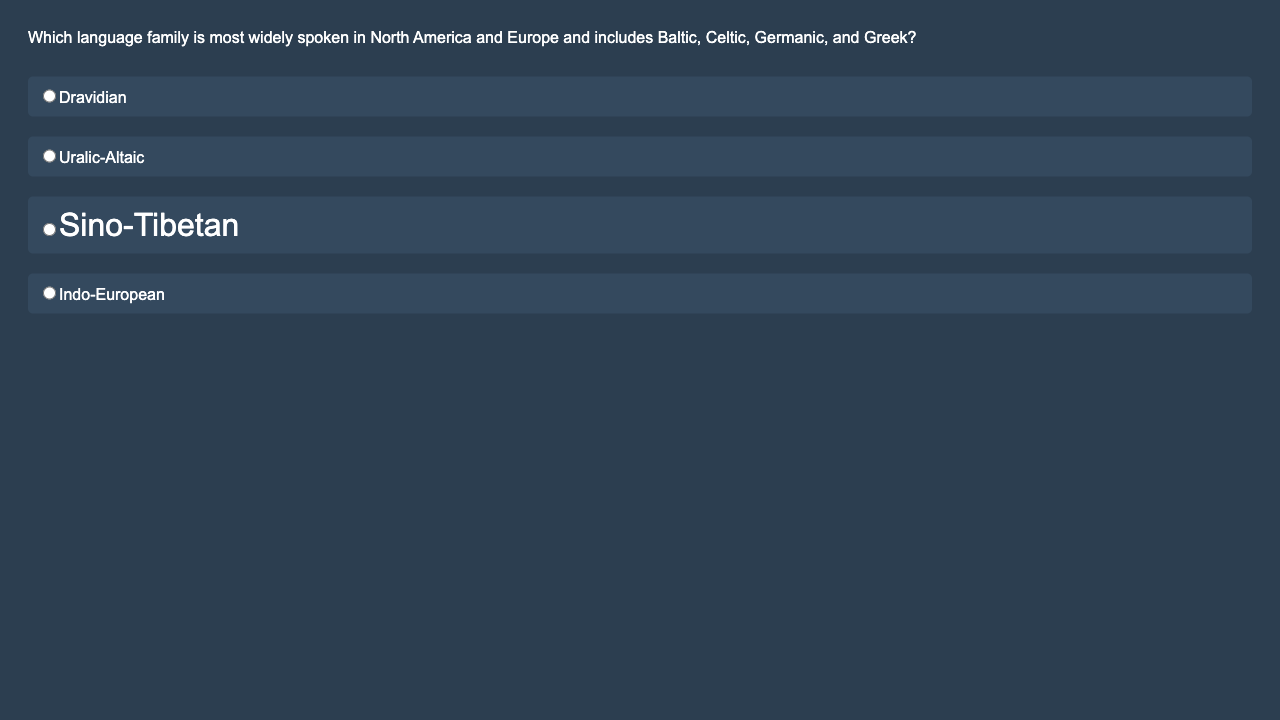 Which language family is most widely spoken in North America and Europe and includes Baltic, Celtic, Germanic, and Greek?
Dravidian
Uralic-Altaic
Sino-Tibetan
Indo-European